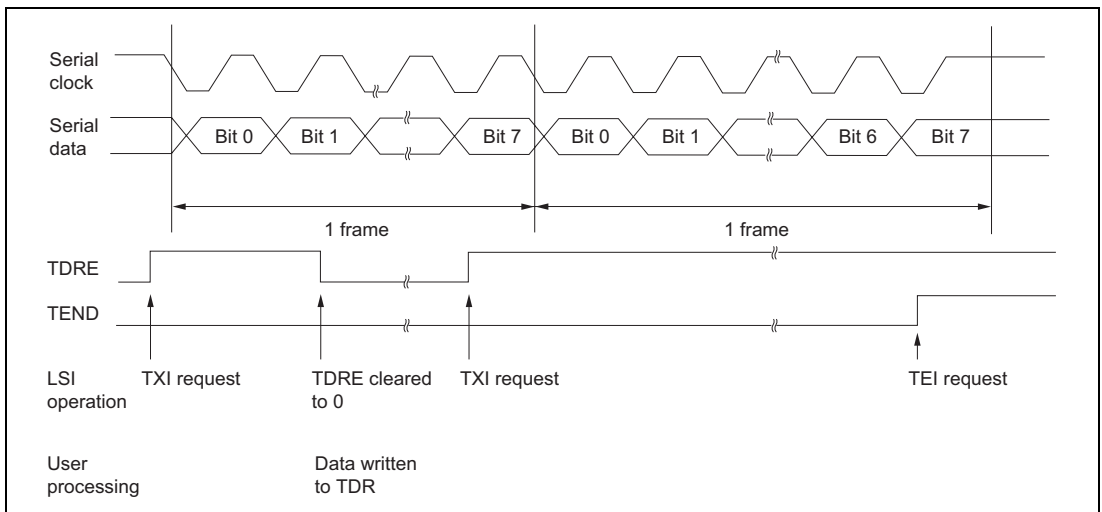 Serial
clock
Serial
data
Bit 0 Bit 1 Bit 7 Bit 0 Bit 1 Bit 6 Bit 7
1 frame 1 frame
TDRE
TEND
LSI
operation
TXI request
TDRE cleared
to 0
TXI request
TEI request
User
processing
Data written
to TDR